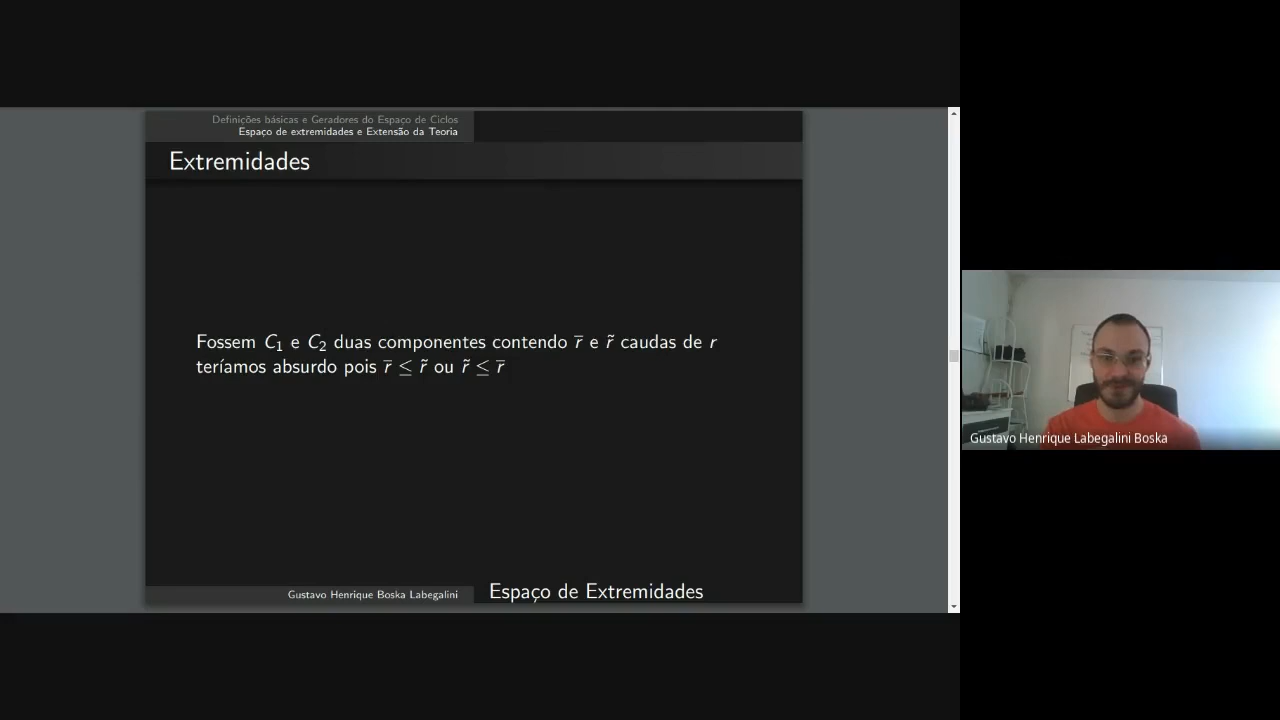 Definições básicas e Geradores do Espaço de Ciclos
Espaço de extremidades e Extensão da Teoria
Extremidades
Fossem C₁ e C₂ duas componentes contendo r̅ e r̃ caudas de r
teríamos absurdo pois r̅ ≤ r̃ ou r̃ ≤ r̅
Gustavo Henrique Boska Labegalini
Espaço de Extremidades
Gustavo Henrique Labegalini Boska